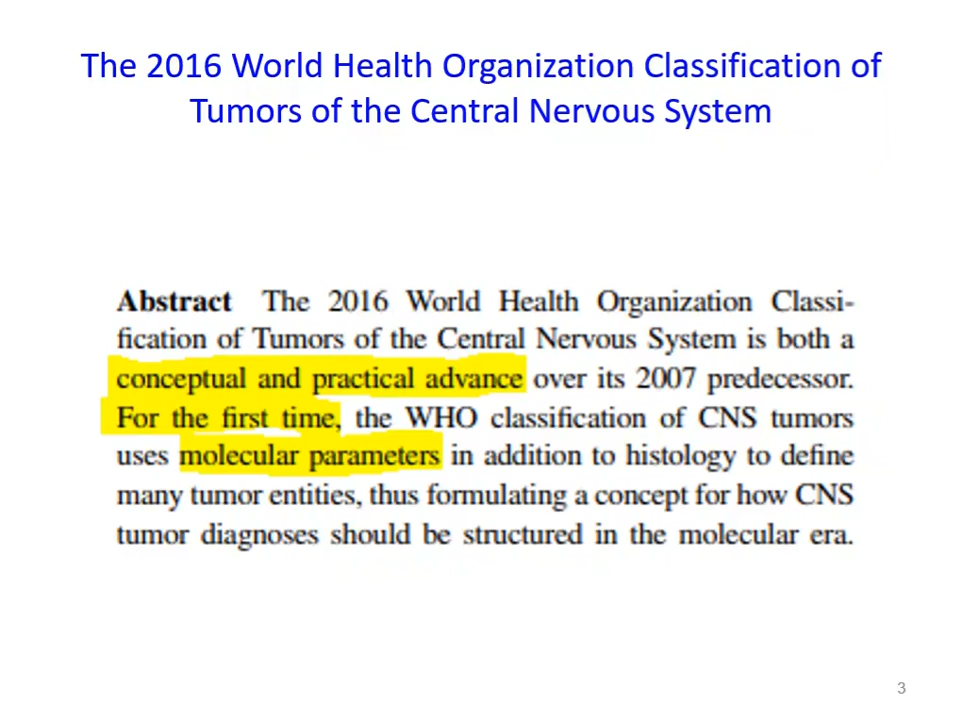 The 2016 World Health Organization Classification of
Tumors of the Central Nervous System
Abstract The 2016 World Health Organization Classi-
fication of Tumors of the Central Nervous System is both a
conceptual and practical advance over its 2007 predecessor.
For the first time, the WHO classification of CNS tumors
uses molecular parameters in addition to histology to define
many tumor entities, thus formulating a concept for how CNS
tumor diagnoses should be structured in the molecular era.
3